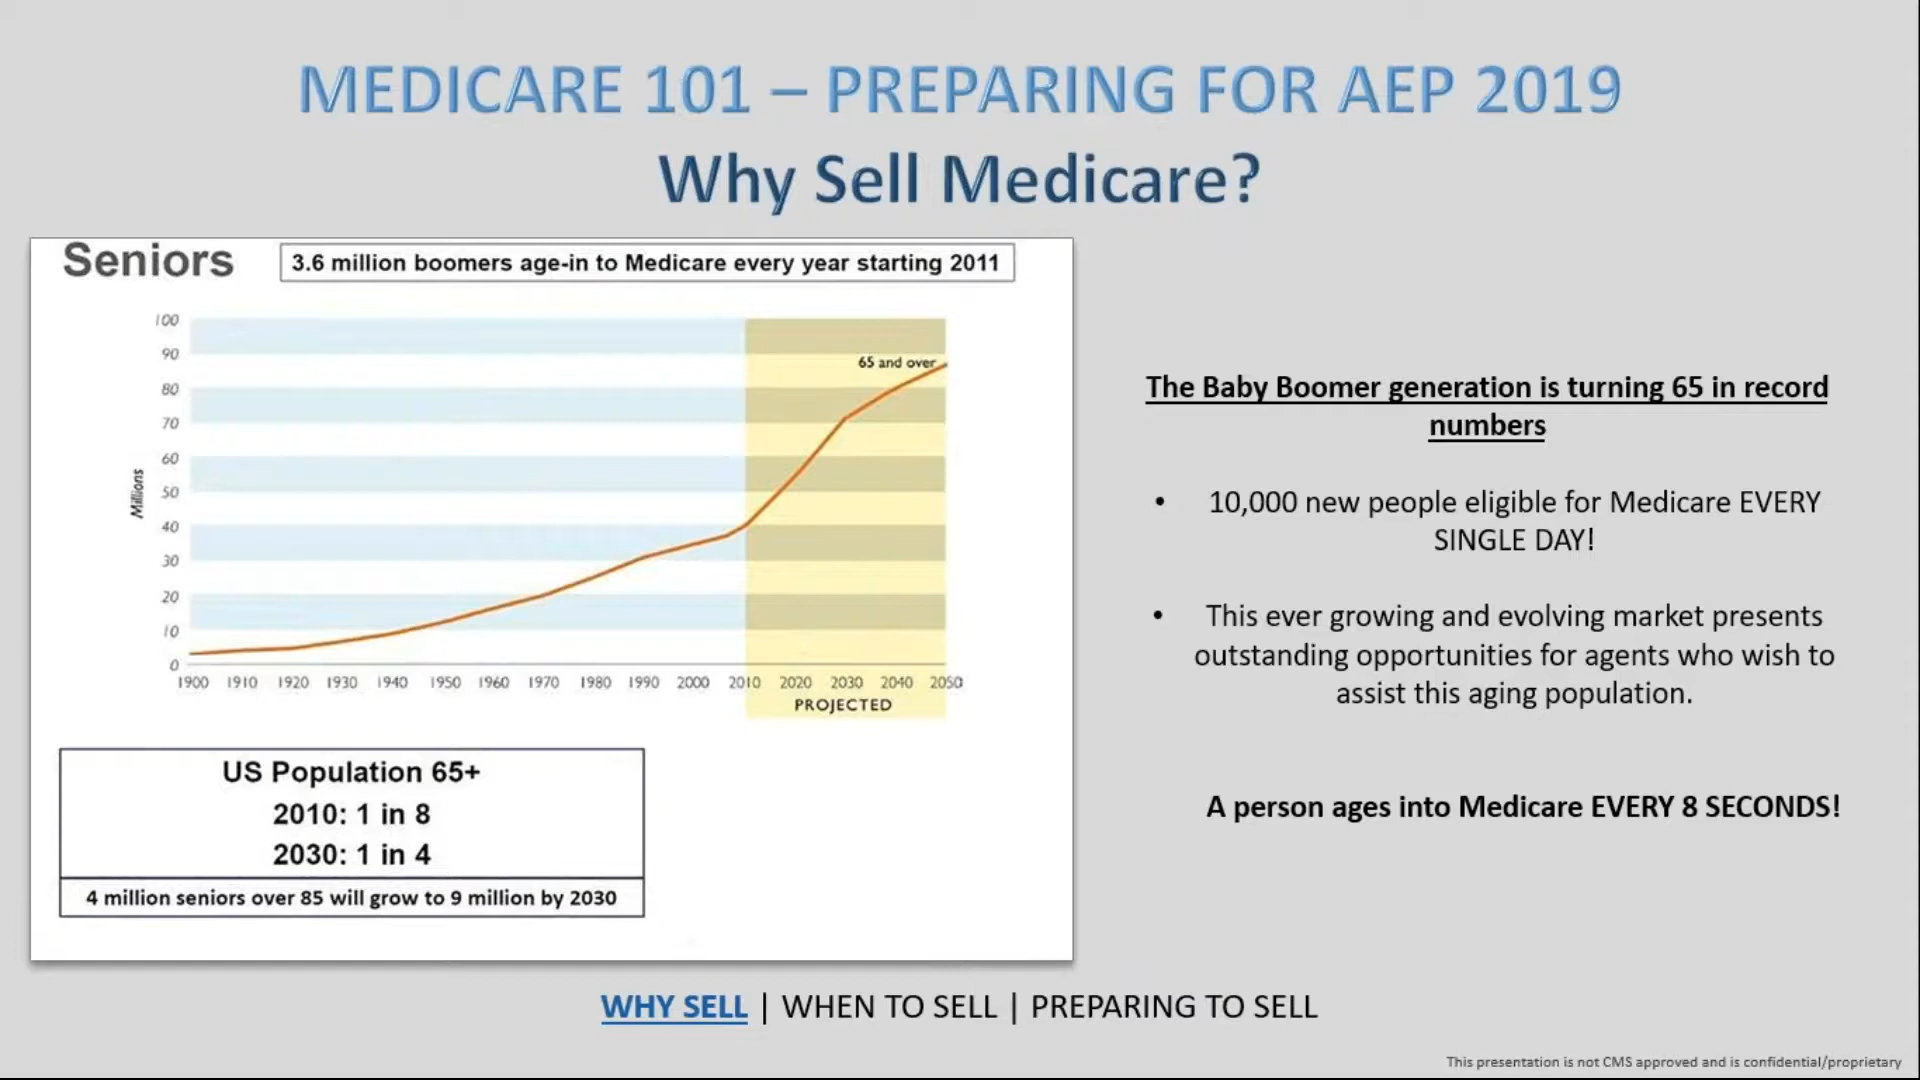 MEDICARE 101 – PREPARING FOR AEP 2019
Why Sell Medicare?
Seniors
3.6 million boomers age-in to Medicare every year starting 2011
100
90
80
70
60
50
40
30
20
10
0
Millions
65 and over
1900 1910 1920 1930 1940 1950 1960 1970 1980 1990 2000 2010 2020 2030 2040 2050
PROJECTED
US Population 65+
2010: 1 in 8
2030: 1 in 4
4 million seniors over 85 will grow to 9 million by 2030
The Baby Boomer generation is turning 65 in record
numbers
• 10,000 new people eligible for Medicare EVERY
SINGLE DAY!
• This ever growing and evolving market presents
outstanding opportunities for agents who wish to
assist this aging population.
A person ages into Medicare EVERY 8 SECONDS!
WHY SELL | WHEN TO SELL | PREPARING TO SELL
This presentation is not CMS approved and is confidential/proprietary